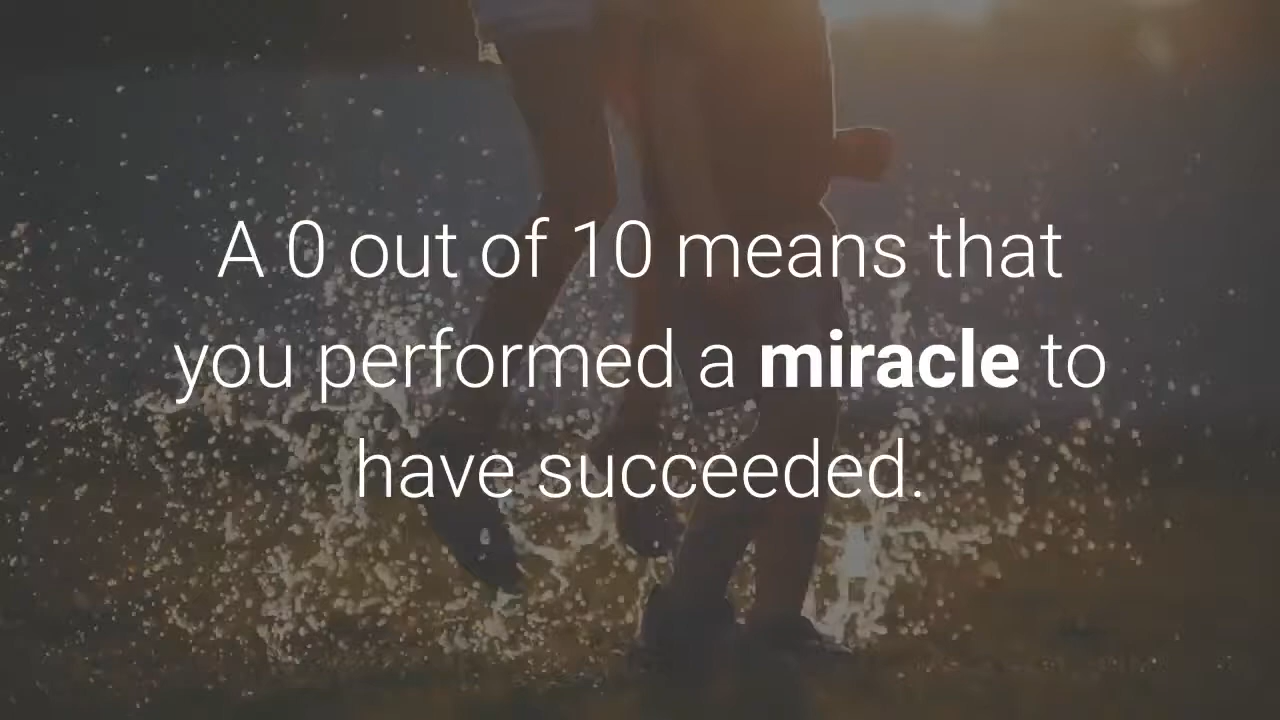 A 0 out of 10 means that
you performed a miracle to
have succeeded.